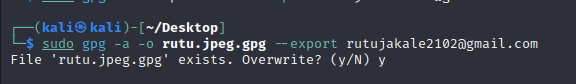 ┌──(kali㉿kali)-[~/Desktop]
└─$ sudo gpg -a -o rutu.jpeg.gpg --export rutujakale2102@gmail.com
File 'rutu.jpeg.gpg' exists. Overwrite? (y/N) y